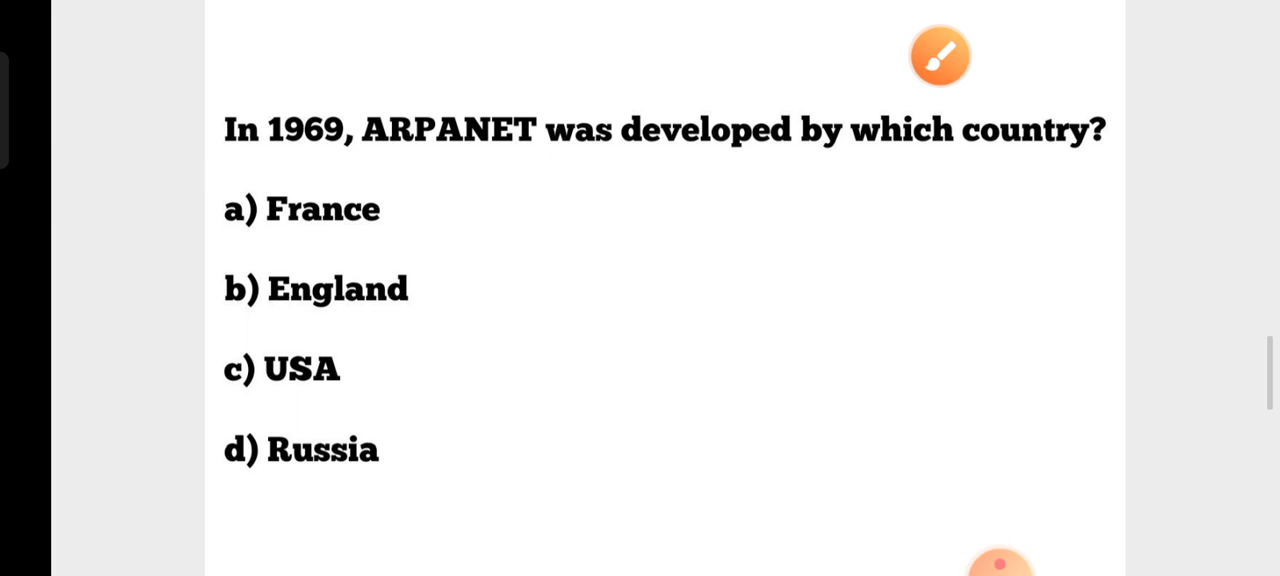 In 1969, ARPANET was developed by which country?
a) France
b) England
c) USA
d) Russia